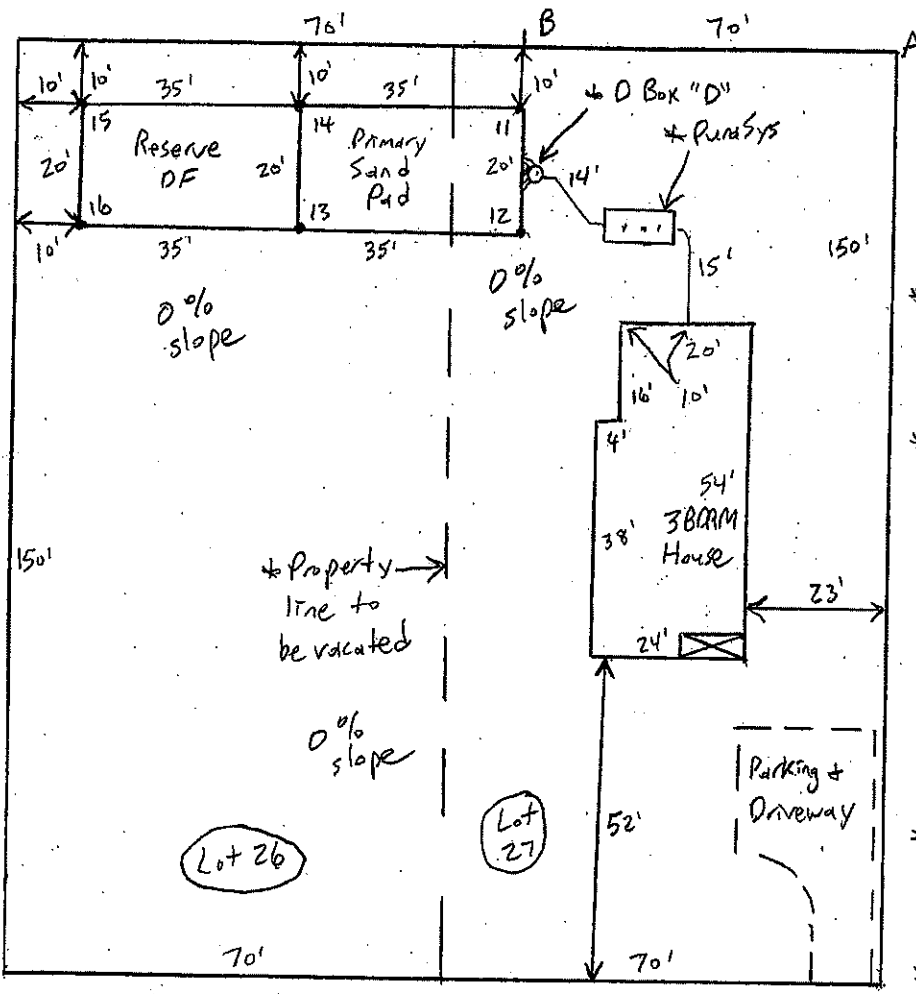 70'
B
70'
A
10'
10'
35'
10'
35'
10'
* D Box "D"
* PuraSys
15
14
11
Reserve
DF
Primary
Sand
Pad
20'
20'
20'
14'
16
13
12
10'
35'
35'
15'
150'
0%
slope
0%
slope
20'
16'
10'
4'
54'
3 BDRM
House
38'
150'
* Property
line to
be vacated
23'
24'
0%
slope
Parking &
Driveway
52'
Lot 26
Lot
27
70'
70'